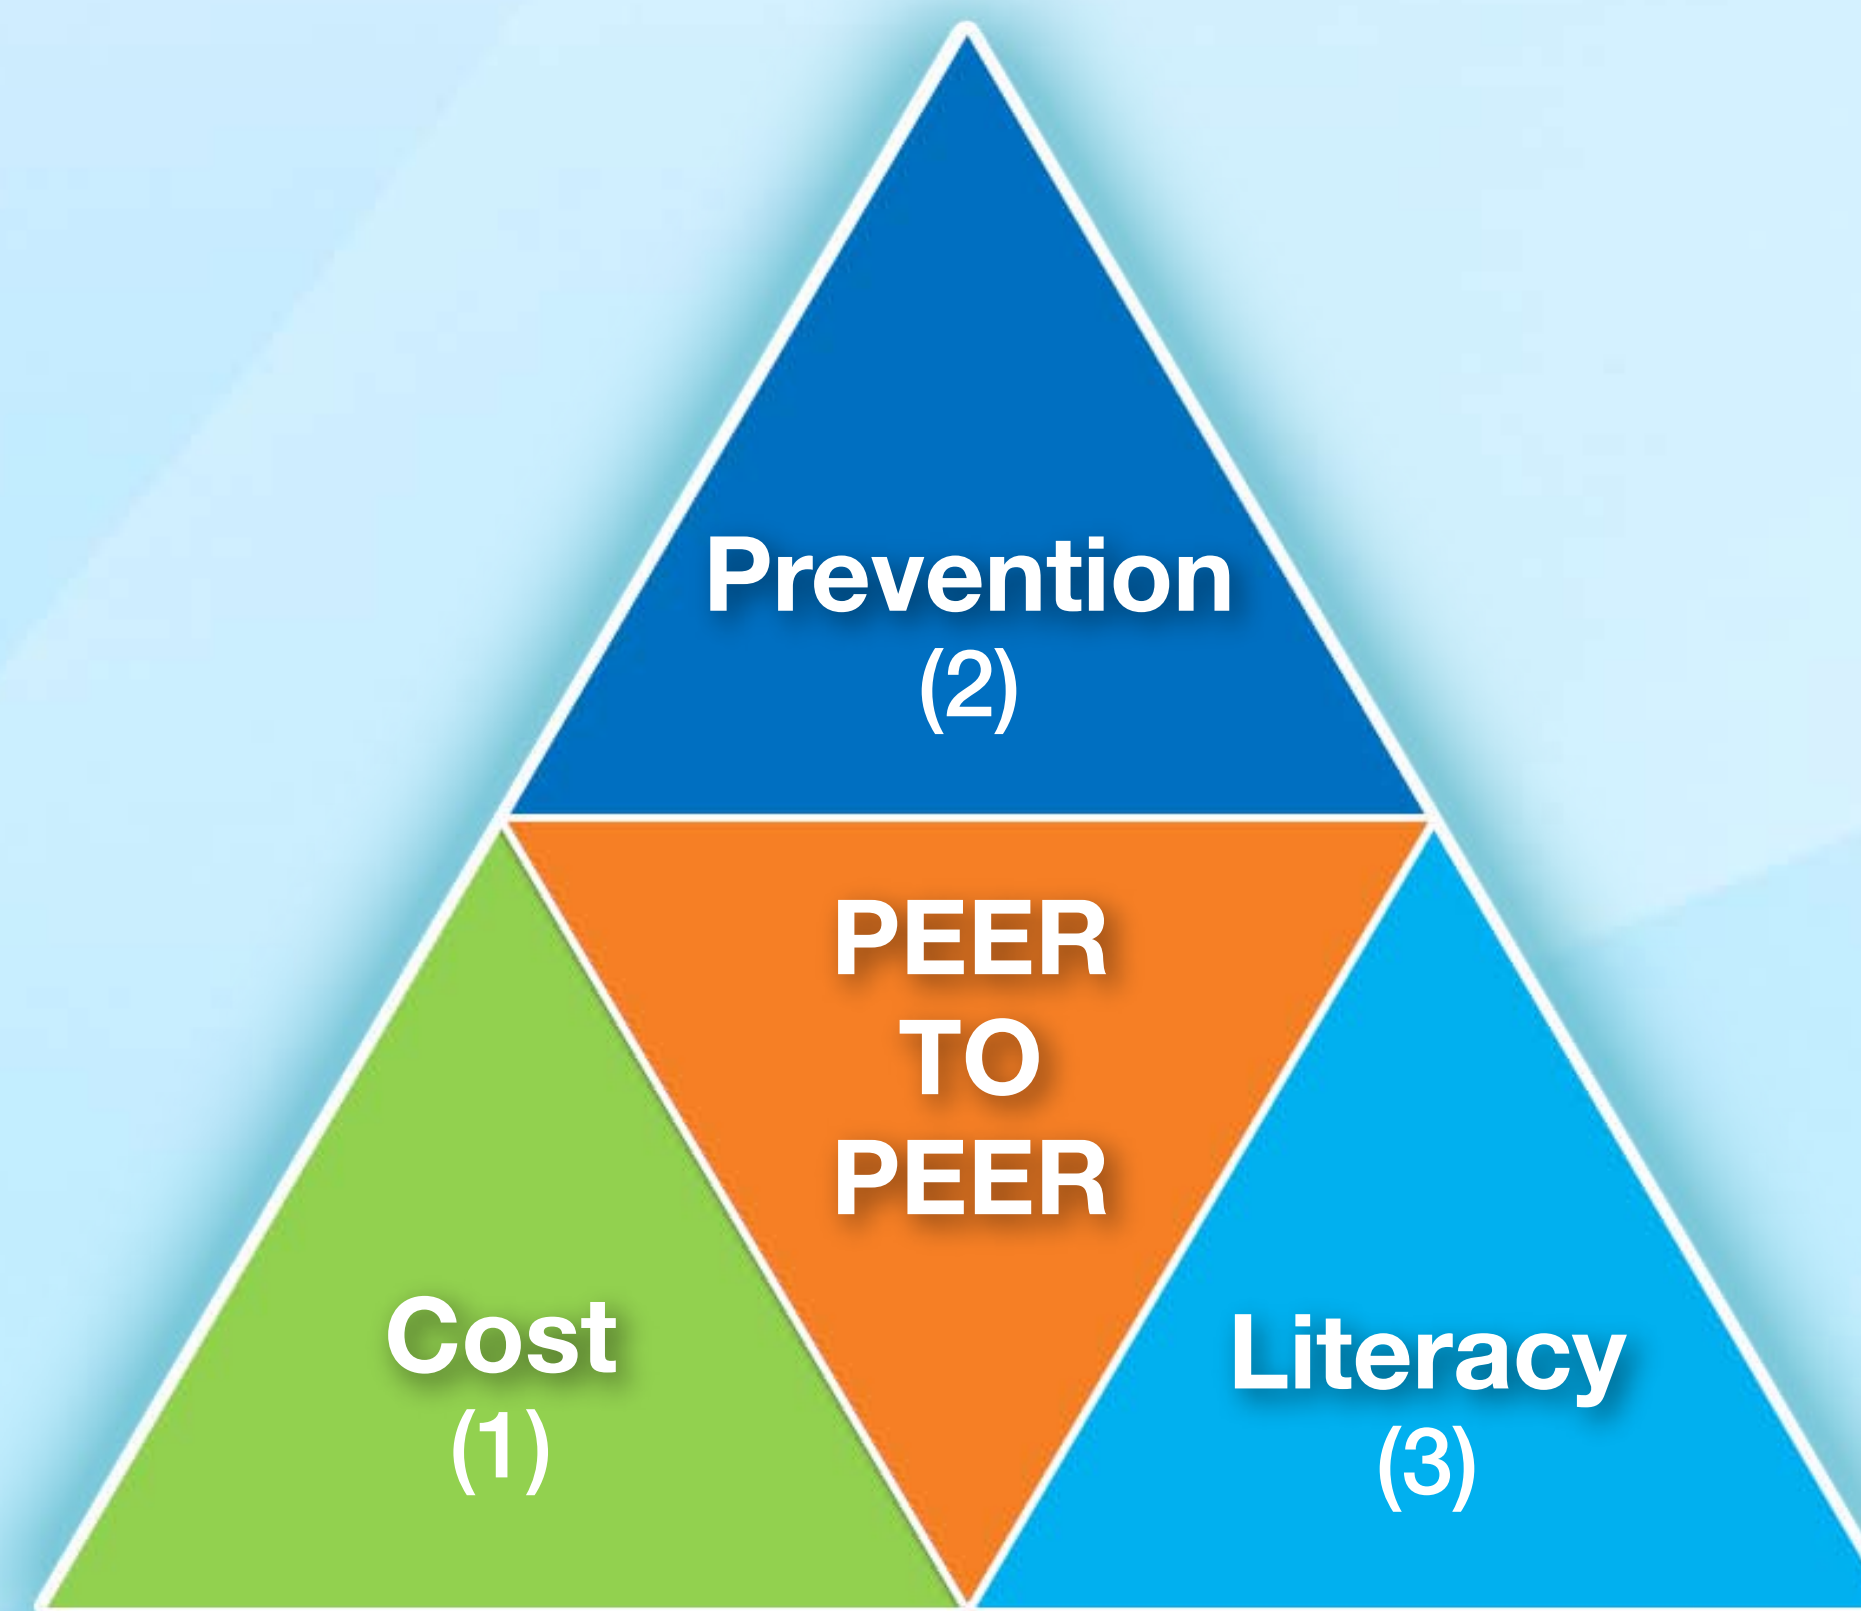 Prevention
(2)
PEER
TO
PEER
Cost
(1)
Literacy
(3)